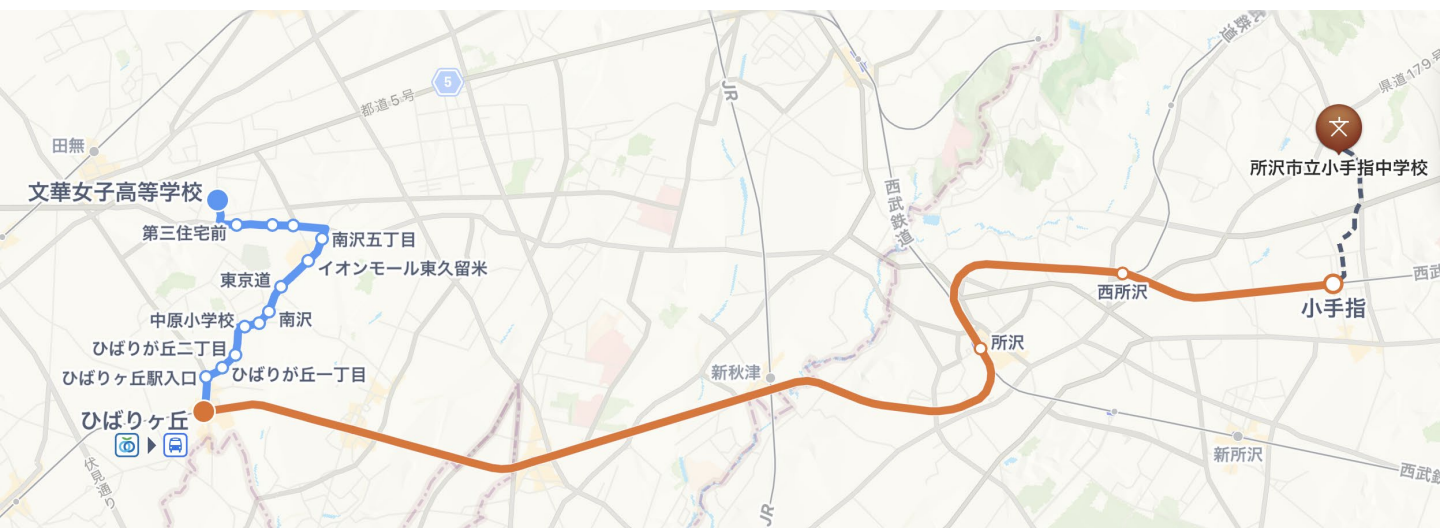 JR
西武鉄道
5
都道5号
県道179号
田無
文
文華女子高等学校
所沢市立小手指中学校
西武鉄道
第三住宅前
南沢五丁目
イオンモール東久留米
東京道
西武
西所沢
小手指
中原小学校
南沢
所沢
ひばりが丘二丁目
ひばりヶ丘駅入口
ひばりが丘一丁目
新秋津
ひばりヶ丘
伏見通り
新所沢
西武鉄
JR